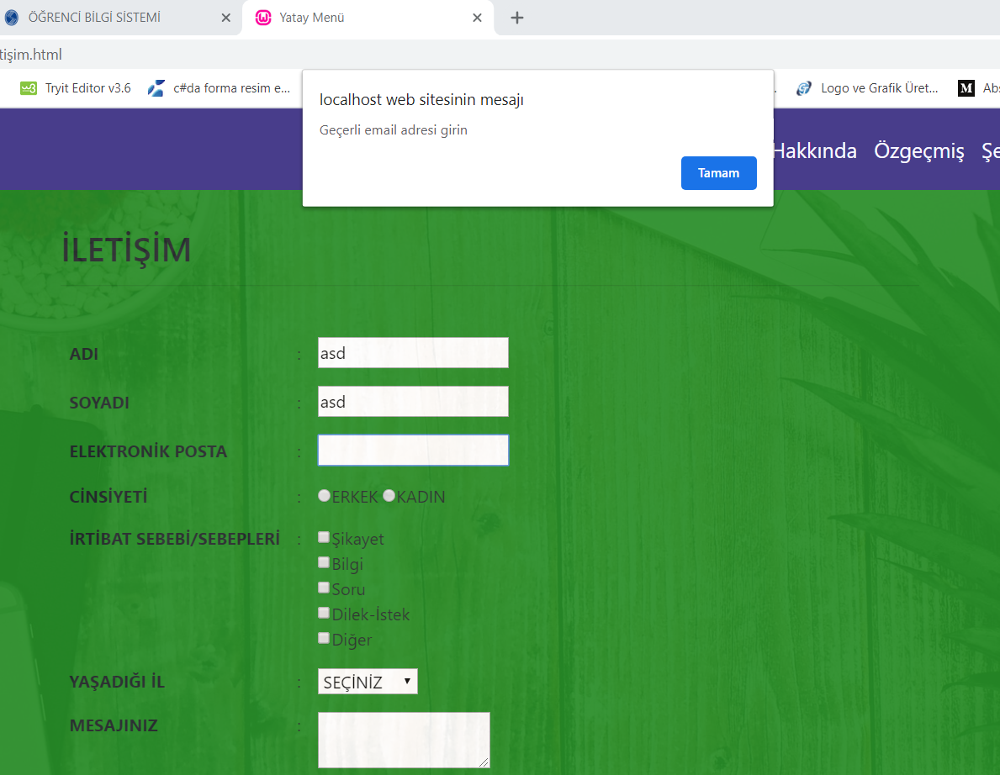 ÖĞRENCİ BİLGİ SİSTEMİ
Yatay Menü
tişim.html
Tryit Editor v3.6
c#da forma resim e...
Logo ve Grafik Üret...
Abs
localhost web sitesinin mesajı
Geçerli email adresi girin
Tamam
Hakkında Özgeçmiş Şe
İLETİŞİM
ADI : asd
SOYADI : asd
ELEKTRONİK POSTA :
CİNSİYETİ : ERKEK KADIN
İRTİBAT SEBEBİ/SEBEPLERİ : Şikayet
Bilgi
Soru
Dilek-İstek
Diğer
YAŞADIĞI İL : SEÇİNİZ
MESAJINIZ :